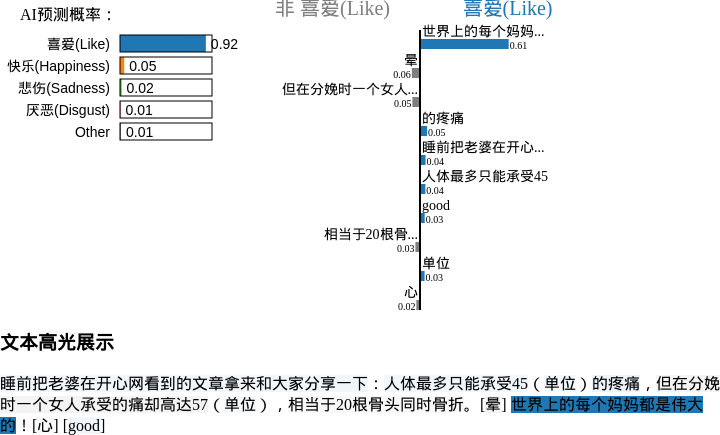 AI预测概率：
喜爱(Like) 0.92
快乐(Happiness) 0.05
悲伤(Sadness) 0.02
厌恶(Disgust) 0.01
Other 0.01
非 喜爱(Like) 喜爱(Like)
世界上的每个妈妈...
0.61
晕
0.06
但在分娩时一个女人...
0.05
的疼痛
0.05
睡前把老婆在开心...
0.04
人体最多只能承受45
0.04
good
0.03
相当于20根骨...
0.03
单位
0.03
心
0.02
文本高光展示
睡前把老婆在开心网看到的文章拿来和大家分享一下：人体最多只能承受45（单位）的疼痛，但在分娩
时一个女人承受的痛却高达57（单位），相当于20根骨头同时骨折。[晕] 世界上的每个妈妈都是伟大
的！[心] [good]